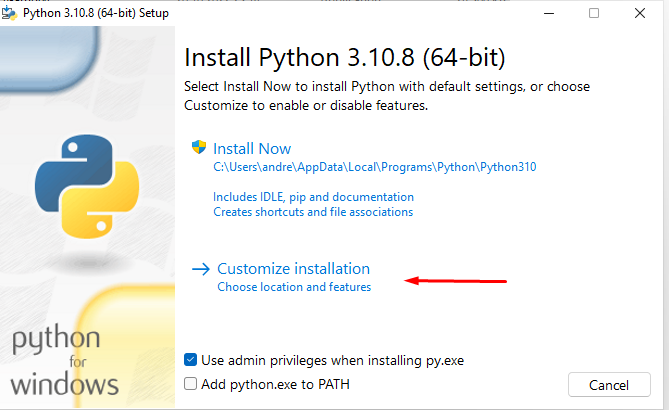 Python 3.10.8 (64-bit) Setup
Install Python 3.10.8 (64-bit)
Select Install Now to install Python with default settings, or choose
Customize to enable or disable features.
Install Now
C:\Users\andre\AppData\Local\Programs\Python\Python310
Includes IDLE, pip and documentation
Creates shortcuts and file associations
Customize installation
Choose location and features
python
for
windows
Use admin privileges when installing py.exe
Add python.exe to PATH
Cancel